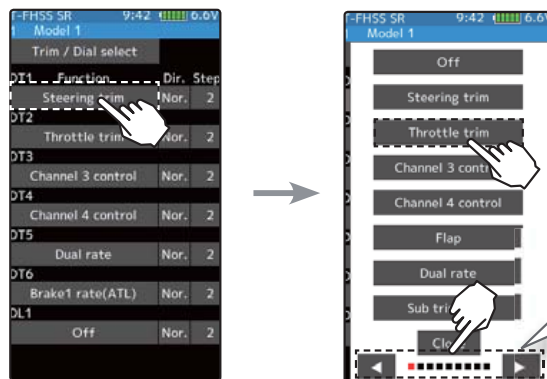 T-FHSS SR 9:42 6.6V
1 Model 1
Trim / Dial select
DT1 Function Dir. Step
Steering trim Nor. 2
DT2
Throttle trim Nor. 2
DT3
Channel 3 control Nor. 2
DT4
Channel 4 control Nor. 2
DT5
Dual rate Nor. 2
DT6
Brake1 rate(ATL) Nor. 2
DL1
Off Nor. 2
T-FHSS SR 9:42 6.6V
Model 1
Off
Steering trim
Throttle trim
Channel 3 contr
Channel 4 control
Flap
Dual rate
Sub tri
Clo